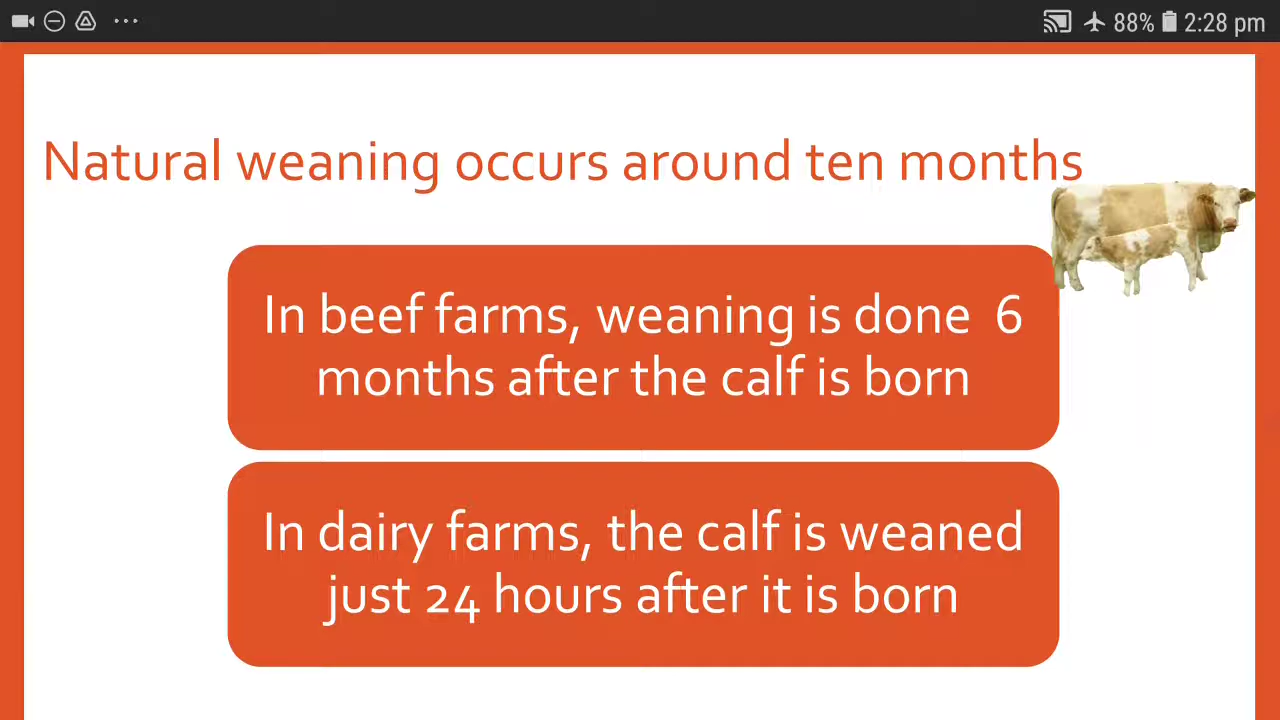 88% 2:28 pm
Natural weaning occurs around ten months
In beef farms, weaning is done 6
months after the calf is born
In dairy farms, the calf is weaned
just 24 hours after it is born